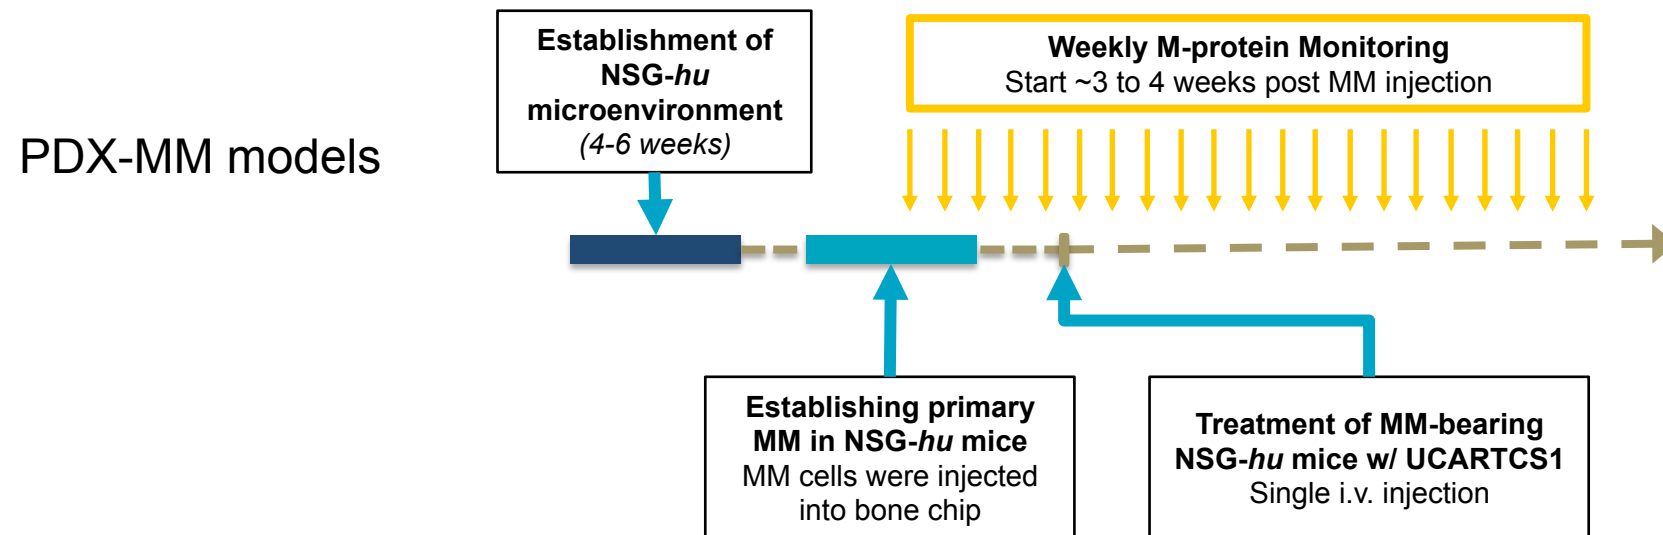 PDX-MM models
Establishment of
NSG-hu
microenvironment
(4-6 weeks)
Weekly M-protein Monitoring
Start ~3 to 4 weeks post MM injection
Establishing primary
MM in NSG-hu mice
MM cells were injected
into bone chip
Treatment of MM-bearing
NSG-hu mice w/ UCARTCS1
Single i.v. injection